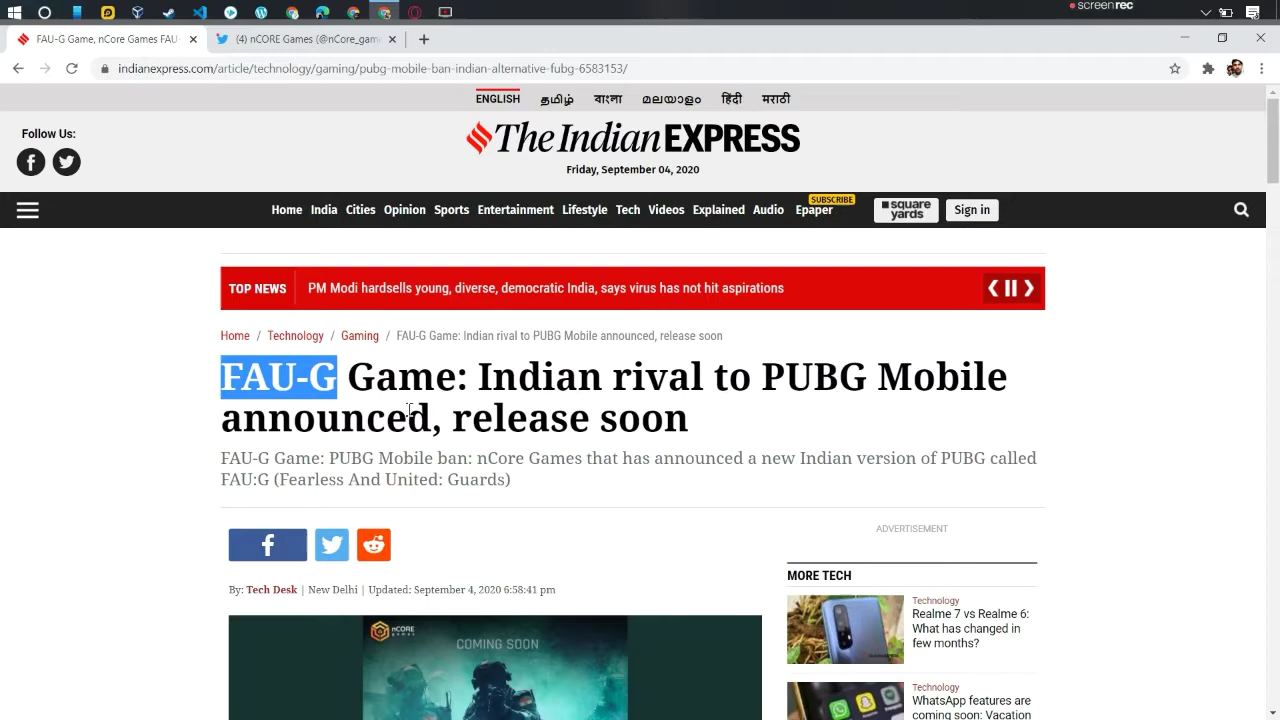 screenrec
FAU-G Game, nCore Games FAU-
(4) nCORE Games (@nCore_gam
indianexpress.com/article/technology/gaming/pubg-mobile-ban-indian-alternative-fubg-6583153/
ENGLISH தமிழ் বাংলা മലയാളം हिंदी मराठी
Follow Us:
The Indian EXPRESS
Friday, September 04, 2020
SUBSCRIBE
Home India Cities Opinion Sports Entertainment Lifestyle Tech Videos Explained Audio Epaper
square
yards
Sign in
TOP NEWS PM Modi hardsells young, diverse, democratic India, says virus has not hit aspirations
Home / Technology / Gaming / FAU-G Game: Indian rival to PUBG Mobile announced, release soon
FAU-G Game: Indian rival to PUBG Mobile
announced, release soon
FAU-G Game: PUBG Mobile ban: nCore Games that has announced a new Indian version of PUBG called
FAU:G (Fearless And United: Guards)
ADVERTISEMENT
By: Tech Desk | New Delhi | Updated: September 4, 2020 6:58:41 pm
MORE TECH
nCORE
games
COMING SOON
Technology
Realme 7 vs Realme 6:
What has changed in
few months?
Technology
WhatsApp features are
coming soon: Vacation